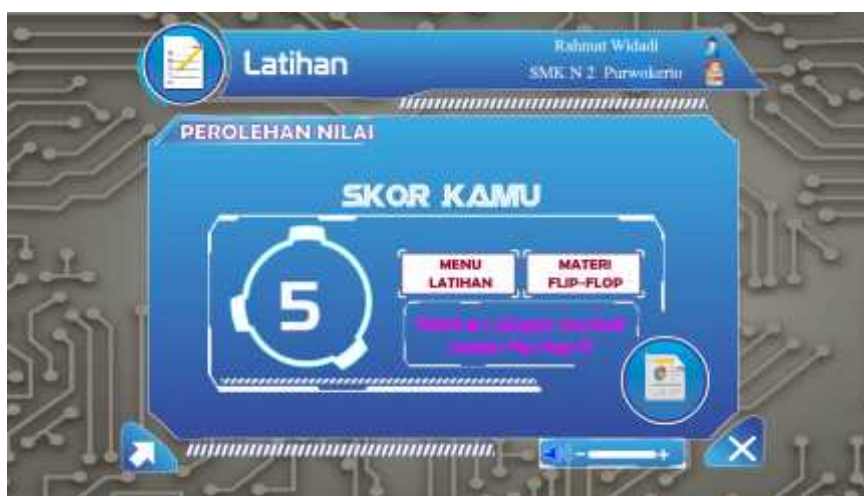 Latihan
Rahmat Widadi
SMK N 2 Purwokerto
PEROLEHAN NILAI
SKOR KAMU
5
MENU
LATIHAN
MATERI
FLIP-FLOP
- +